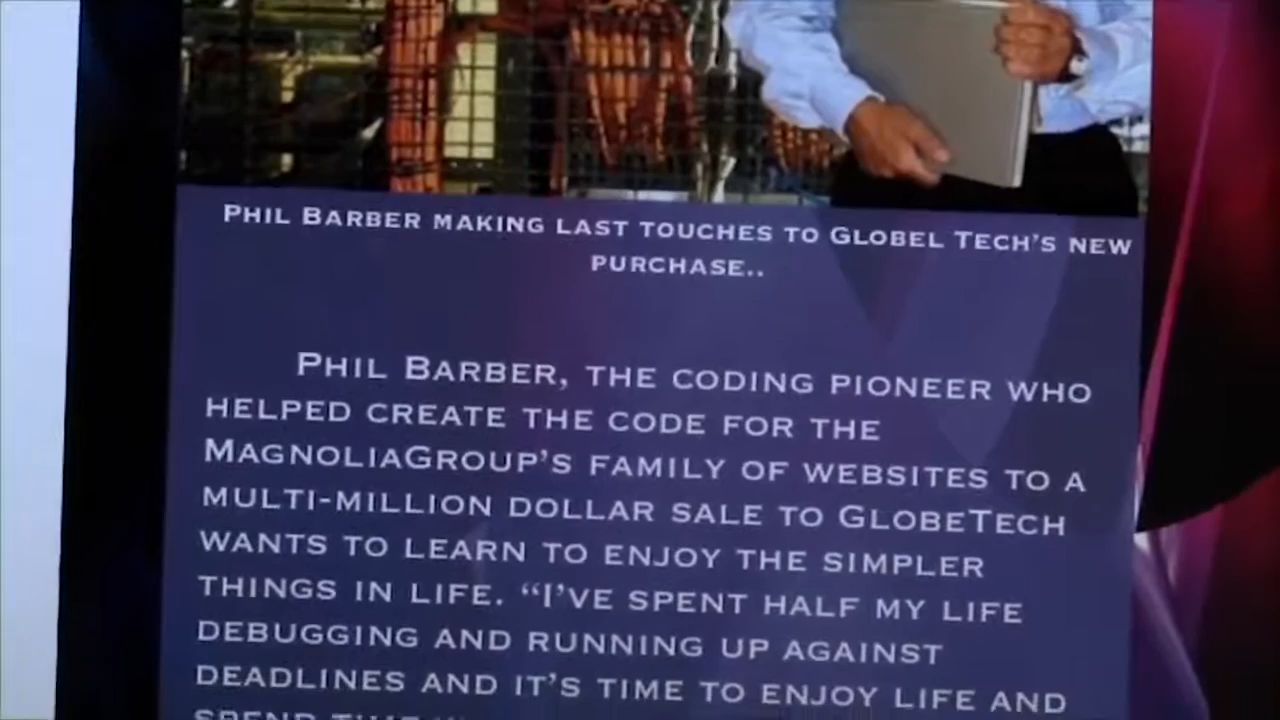 Phil Barber making last touches to Globel Tech's new
purchase..
Phil Barber, the coding pioneer who
helped create the code for the
MagnoliaGroup's family of websites to a
multi-million dollar sale to GlobeTech
wants to learn to enjoy the simpler
things in life. “I've spent half my life
debugging and running up against
deadlines and it's time to enjoy life and
spend time